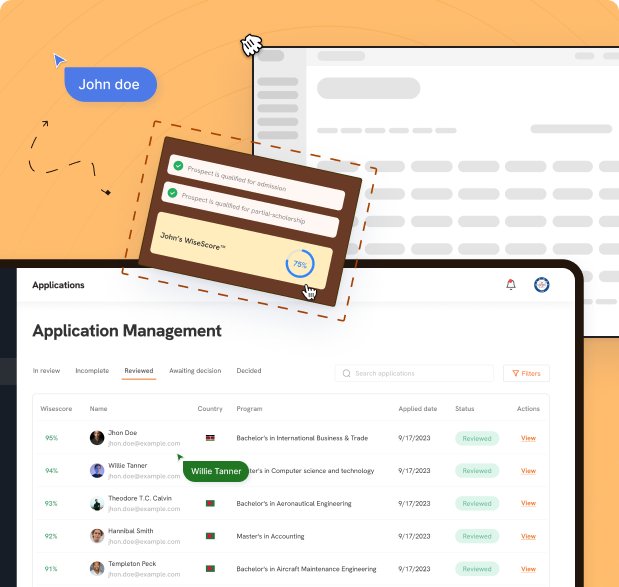 John doe
Prospect is qualified for admission
Prospect is qualified for partial-scholarship
John's WiseScore™
75%
Applications
Application Management
In review Incomplete Reviewed Awaiting decision Decided
Search applications
Filters
Wisescore Name Country Program Applied date Status Actions
95% Jhon Doe Bachelor's in International Business & Trade 9/17/2023 Reviewed View
jhon.doe@example.com
94% Willie Tanner ter's in Computer science and technology 9/17/2023 Reviewed View
jhon.doe@example.com
Willie Tanner
93% Theodore T.C. Calvin Bachelor's in Aeronautical Engineering 9/17/2023 Reviewed View
jhon.doe@example.com
92% Hannibal Smith Master's in Accounting 9/17/2023 Reviewed View
jhon.doe@example.com
91% Templeton Peck Bachelor's in Aircraft Maintenance Engineering 9/17/2023 Reviewed View
jhon.doe@example.com